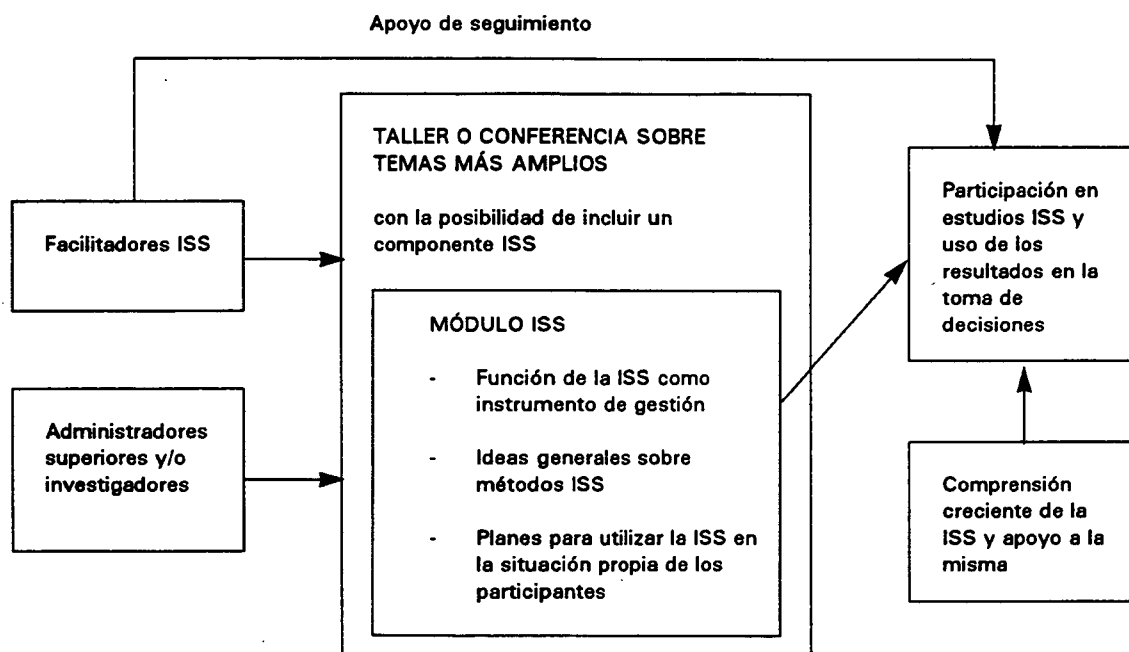 Apoyo de seguimiento
Facilitadores ISS
Administradores
superiores y/o
investigadores
TALLER O CONFERENCIA SOBRE
TEMAS MÁS AMPLIOS
con la posibilidad de incluir un
componente ISS
MÓDULO ISS
- Función de la ISS como
instrumento de gestión
- Ideas generales sobre
métodos ISS
- Planes para utilizar la ISS en
la situación propia de los
participantes
Participación en
estudios ISS y
uso de los
resultados en la
toma de
decisiones
Comprensión
creciente de la
ISS y apoyo a la
misma